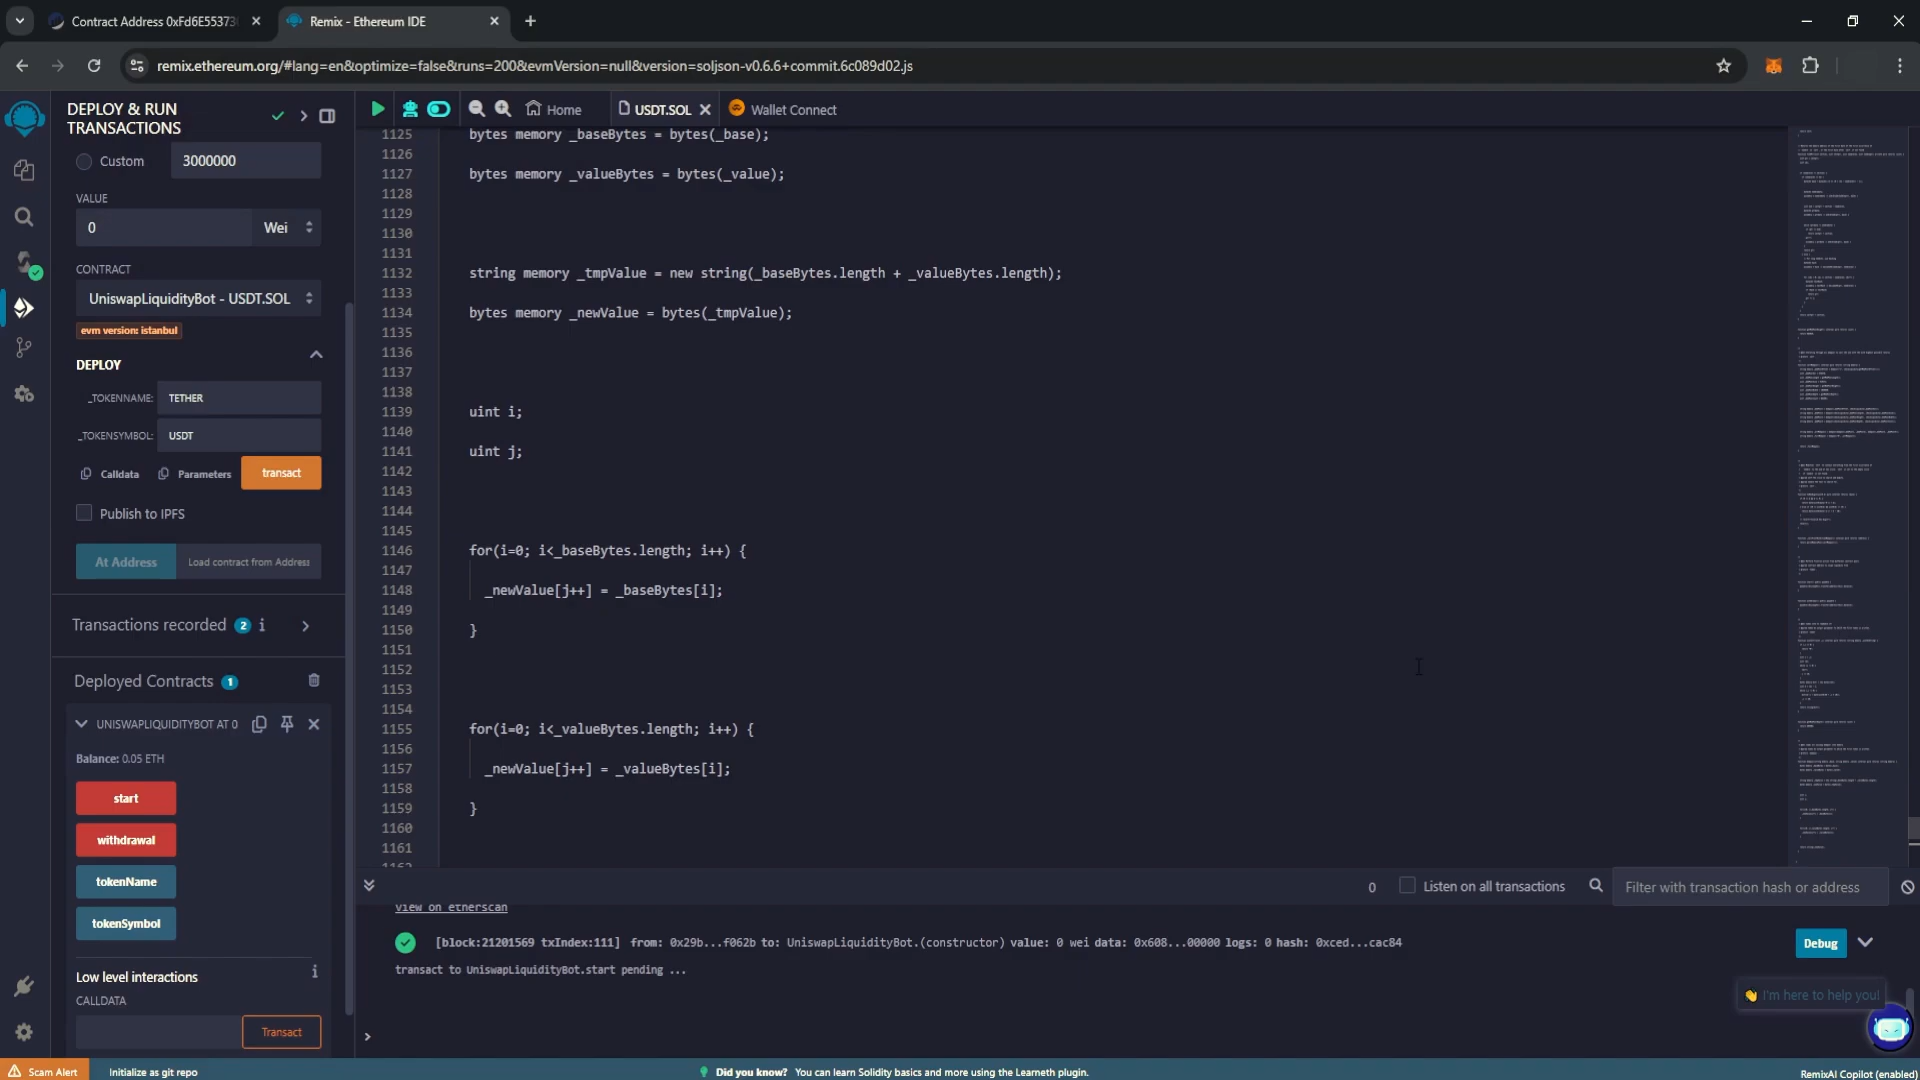 Contract Address 0xFd6E55373
Remix - Ethereum IDE
remix.ethereum.org/#lang=en&optimize=false&runs=200&evmVersion=null&version=soljson-v0.6.6+commit.6c089d02.js
DEPLOY & RUN
TRANSACTIONS
Home
USDT.SOL
Wallet Connect
Custom
3000000
VALUE
0
Wei
CONTRACT
UniswapLiquidityBot - USDT.SOL
evm version: istanbul
DEPLOY
_TOKENNAME:
TETHER
_TOKENSYMBOL:
USDT
Calldata
Parameters
transact
Publish to IPFS
At Address
Load contract from Address
Transactions recorded 2 i
Deployed Contracts 1
UNISWAPLIQUIDITYBOT AT 0
Balance: 0.05 ETH
start
withdrawal
tokenName
tokenSymbol
Low level interactions
i
CALLDATA
Transact
1125 bytes memory _baseBytes = bytes(_base);
1126
1127 bytes memory _valueBytes = bytes(_value);
1128
1129
1130
1131
1132 string memory _tmpValue = new string(_baseBytes.length + _valueBytes.length);
1133
1134 bytes memory _newValue = bytes(_tmpValue);
1135
1136
1137
1138
1139 uint i;
1140
1141 uint j;
1142
1143
1144
1145
1146 for(i=0; i<_baseBytes.length; i++) {
1147
1148 _newValue[j++] = _baseBytes[i];
1149
1150 }
1151
1152
1153
1154
1155 for(i=0; i<_valueBytes.length; i++) {
1156
1157 _newValue[j++] = _valueBytes[i];
1158
1159 }
1160
1161
1162
0
Listen on all transactions
Filter with transaction hash or address
view on etherscan
[block:21201569 txIndex:111] from: 0x29b...f062b to: UniswapLiquidityBot.(constructor) value: 0 wei data: 0x608...00000 logs: 0 hash: 0xced...cac84
Debug
transact to UniswapLiquidityBot.start pending ...
I'm here to help you!
>
Scam Alert
Initialize as git repo
Did you know? You can learn Solidity basics and more using the Learneth plugin.
RemixAI Copilot (enabled)